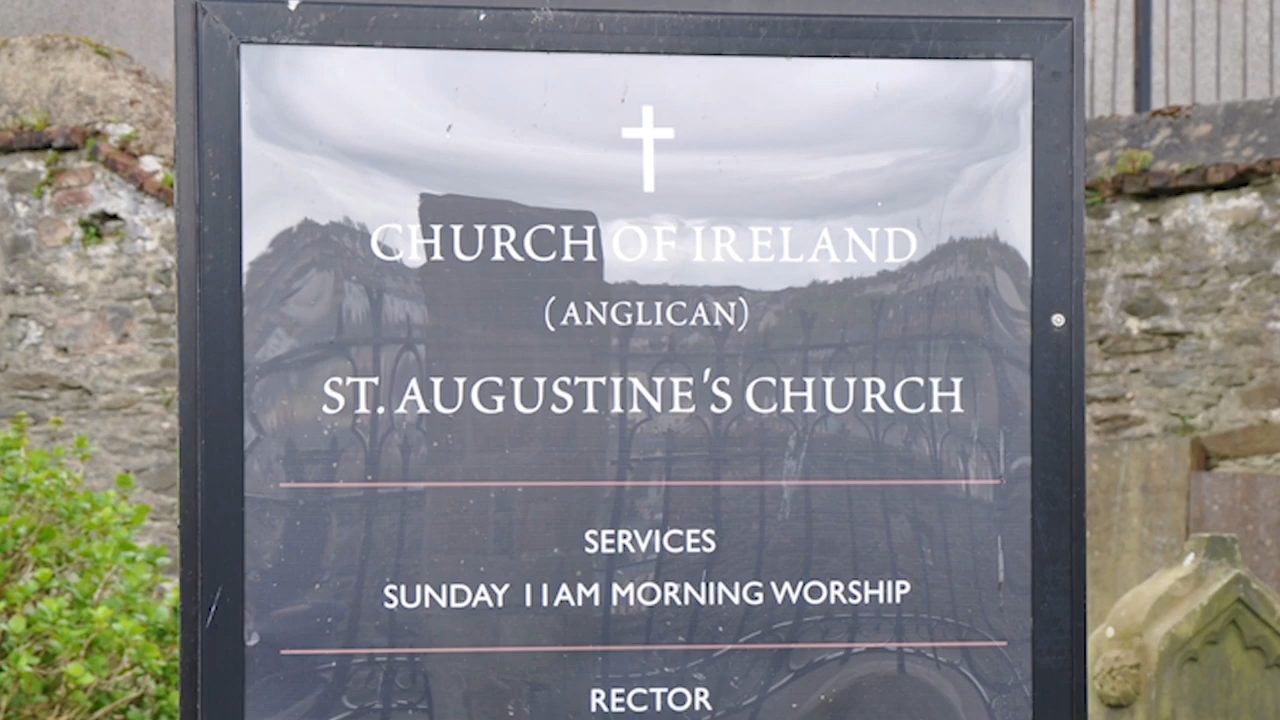 CHURCH OF IRELAND
(ANGLICAN)
ST. AUGUSTINE'S CHURCH
SERVICES
SUNDAY 11AM MORNING WORSHIP
RECTOR